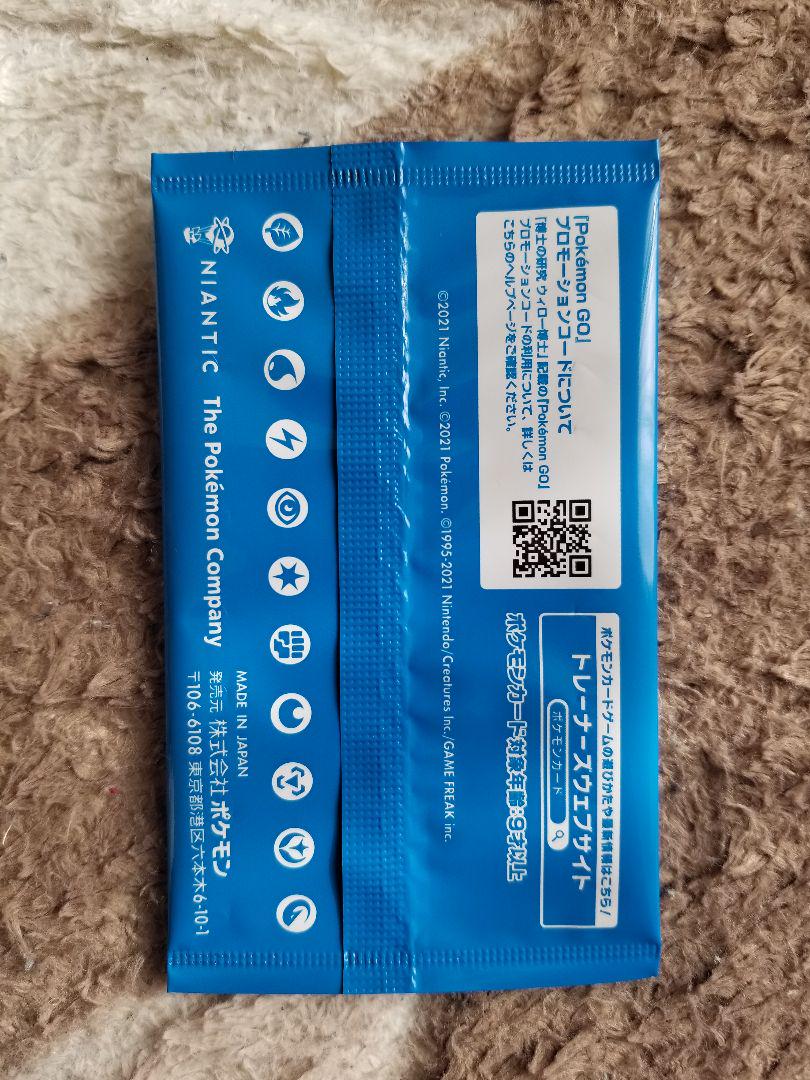 「Pokémon GO」
プロモーションコードについて
「博士の研究 ウィロー博士」記載の「Pokémon GO」
プロモーションコードの利用について、詳しくは
こちらのヘルプページをご確認ください。
ポケモンカードゲームの遊びかたや最新情報はこちら！
トレーナーズウェブサイト
ポケモンカード
ポケモンカード対象年齢:9才以上
©2021 Niantic, Inc. ©2021 Pokémon. ©1995-2021 Nintendo/Creatures Inc./GAME FREAK inc.
NIANTIC
The Pokémon Company
MADE IN JAPAN
発売元 株式会社ポケモン
〒106-6108 東京都港区六本木6-10-1